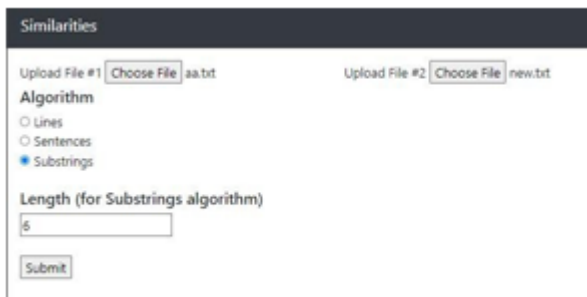 Similarities
Upload File #1 Choose File aa.txt Upload File #2 Choose File new.txt
Algorithm
Lines
Sentences
Substrings
Length (for Substrings algorithm)
6
Submit